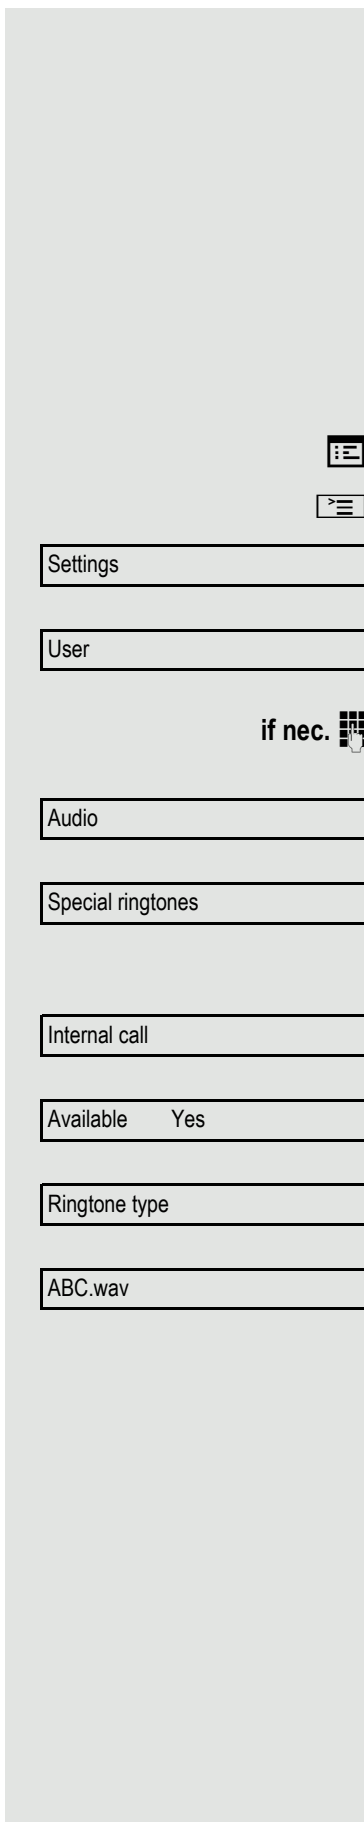 Settings
User
if nec.
Audio
Special ringtones
Internal call
Available Yes
Ringtone type
ABC.wav